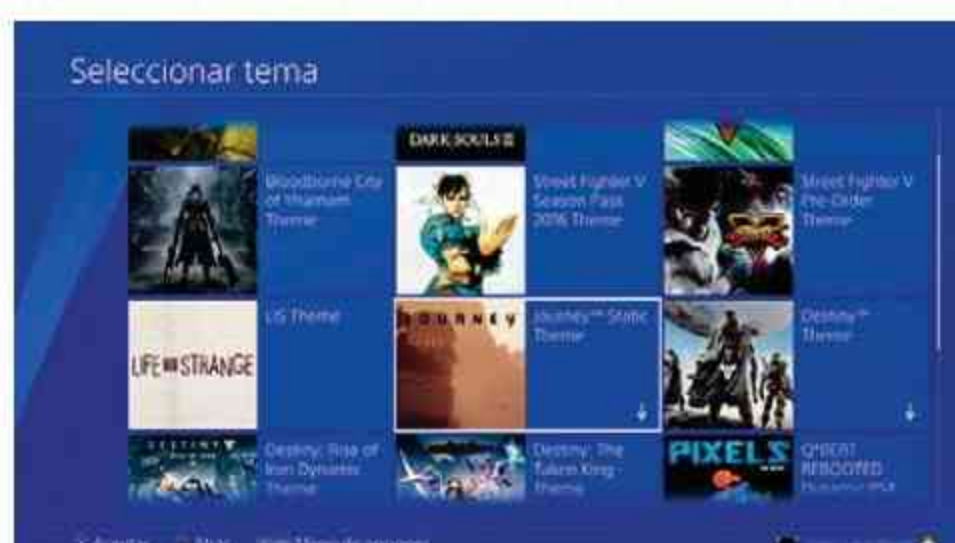 Seleccionar tema
DARK SOULS III
Bloodborne City
of Yharnam
Theme
Street Fighter V
Season Pass
2016 Theme
Street Fighter V
Pre-Order
Theme
LIS Theme
LIFE IS STRANGE
JOURNEY
Journey™ Static
Theme
Destiny™
Theme
DESTINY
Destiny: Rise of
Iron Dynamic
Theme
Destiny: The
Taken King -
Theme
PIXELS
Q*BERT
REBOOTED